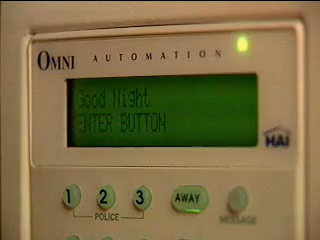 OMNI AUTOMATION
Good Night
ENTER BUTTON
HAI
1 2 3 AWAY
POLICE MESSAGE